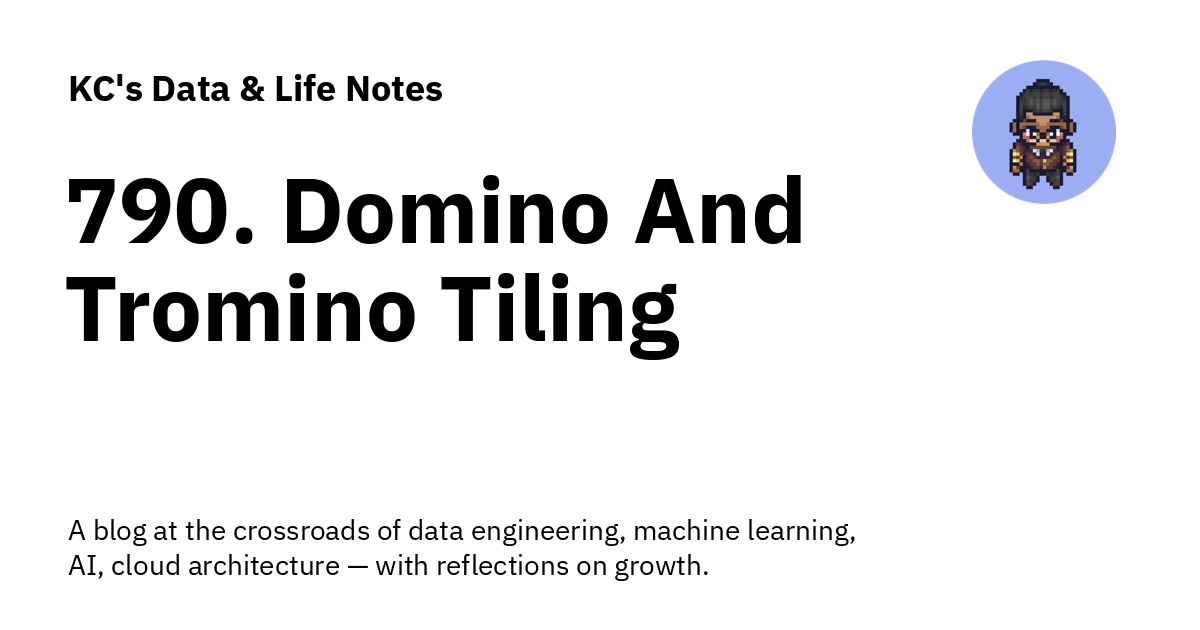 KC's Data & Life Notes
790. Domino And
Tromino Tiling
A blog at the crossroads of data engineering, machine learning,
AI, cloud architecture — with reflections on growth.